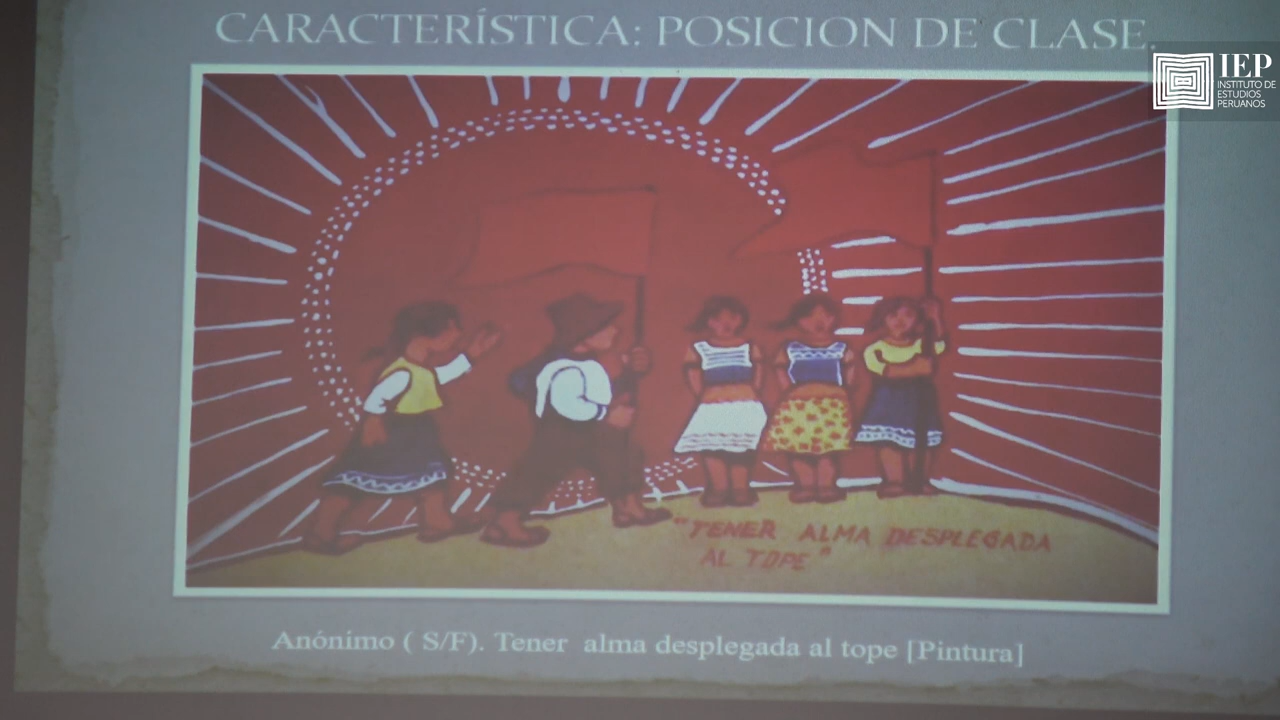 CARACTERÍSTICA: POSICION DE CLASE.
IEP
INSTITUTO DE
ESTUDIOS
PERUANOS
"TENER ALMA DESPLEGADA
AL TOPE"
Anónimo ( S/F). Tener alma desplegada al tope [Pintura]